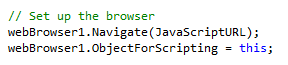 // Set up the browser
webBrowser1.Navigate(JavaScriptURL);
webBrowser1.ObjectForScripting = this;